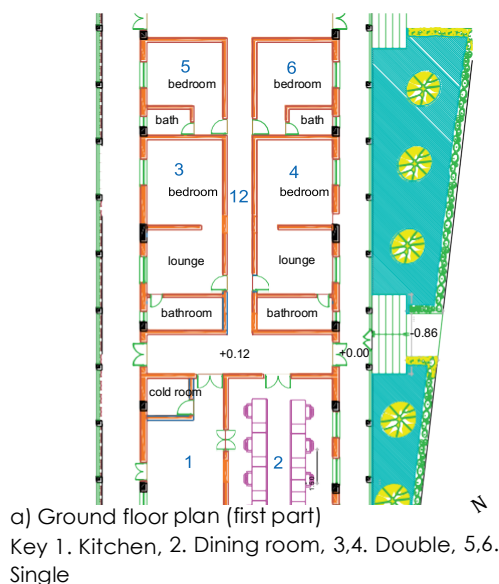 5 6
bedroom bedroom
bath bath
3 4
bedroom bedroom
12
lounge lounge
bathroom bathroom
-0.86
+0.12 +0.00
cold room
1 2
N
a) Ground floor plan (first part)
Key 1. Kitchen, 2. Dining room, 3,4. Double, 5,6.
Single